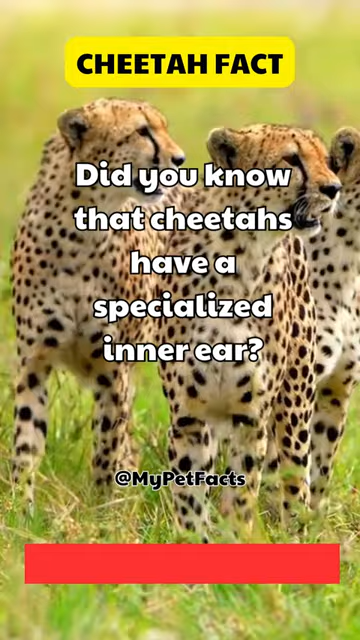 CHEETAH FACT
Did you know
that cheetahs
have a
specialized
inner ear?
@MyPetFacts